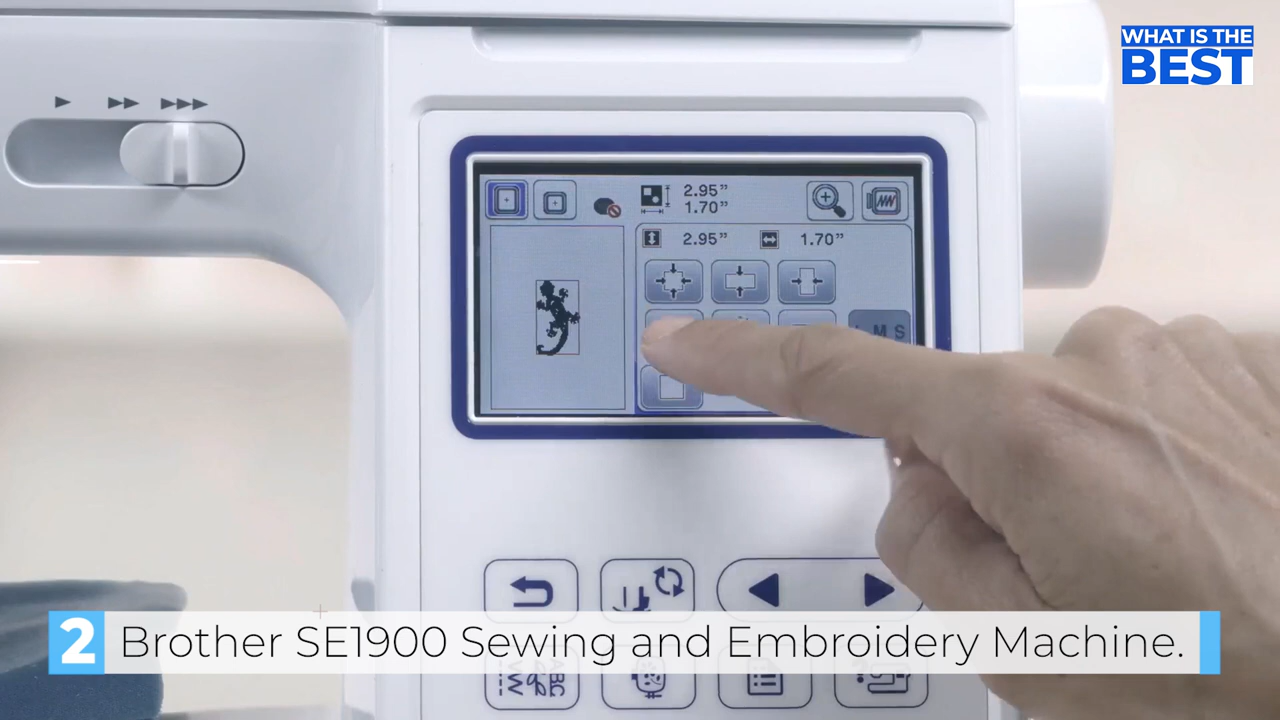 WHAT IS THE
BEST
2.95”
1.70”
2.95” 1.70”
M S
ABC
2 Brother SE1900 Sewing and Embroidery Machine.